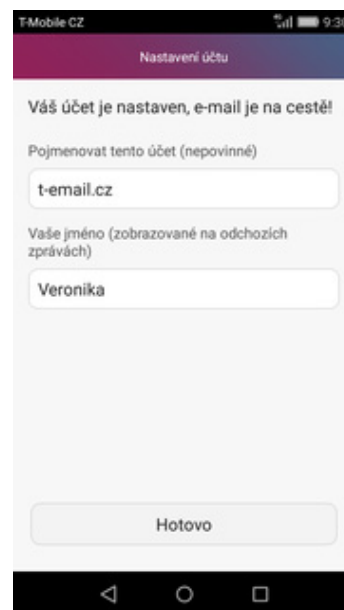 T-Mobile CZ
Nastavení účtu
Váš účet je nastaven, e-mail je na cestě!
Pojmenovat tento účet (nepovinné)
t-email.cz
Vaše jméno (zobrazované na odchozích
zprávách)
Veronika
Hotovo